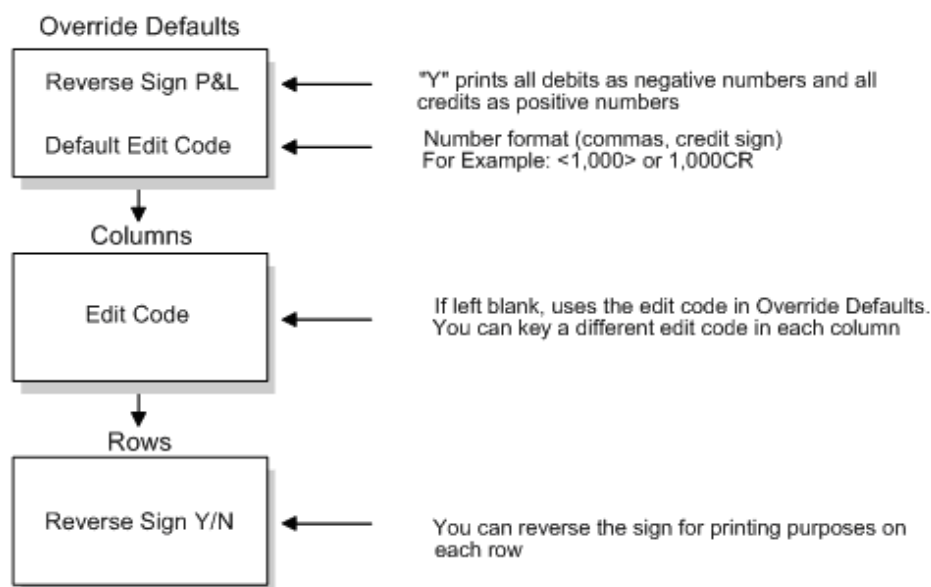 Override Defaults
Reverse Sign P&L
"Y" prints all debits as negative numbers and all
credits as positive numbers
Default Edit Code
Number format (commas, credit sign)
For Example: <1,000> or 1,000CR
Columns
Edit Code
If left blank, uses the edit code in Override Defaults.
You can key a different edit code in each column
Rows
Reverse Sign Y/N
You can reverse the sign for printing purposes on
each row